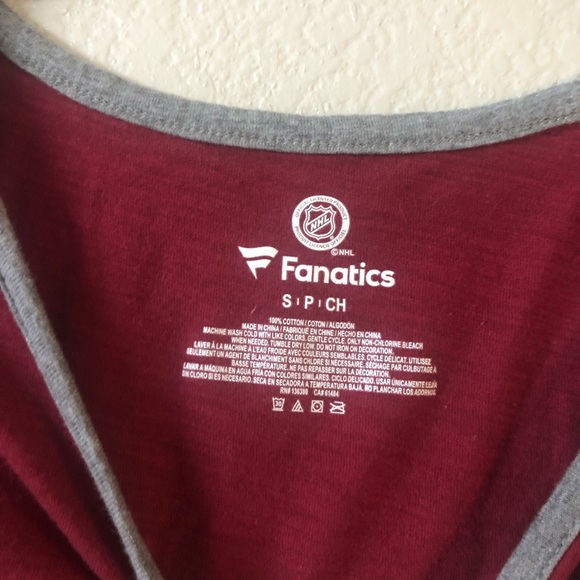 NHL
©NHL
Fanatics
S | P | CH
100% COTTON / COTON / ALGODÓN
MADE IN CHINA / FABRIQUÉ EN CHINE / HECHO EN CHINA
MACHINE WASH COLD WITH LIKE COLORS. GENTLE CYCLE. ONLY NON-CHLORINE BLEACH
WHEN NEEDED. TUMBLE DRY LOW. DO NOT IRON ON DECORATION.
LAVER À LA MACHINE À L'EAU FROIDE AVEC COULEURS SEMBLABLES. CYCLE DÉLICAT. UTILISEZ
SEULEMENT UN AGENT DE BLANCHIMENT SANS CHLORE SI NÉCESSAIRE. SÉCHAGE PAR CULBUTAGE À
BASSE TEMPÉRATURE. NE PAS REPASSER SUR LA DÉCORATION.
LAVAR A MÁQUINA EN AGUA FRÍA CON COLORES SIMILARES. CICLO DELICADO. USAR ÚNICAMENTE
SIN CLORO SI ES NECESARIO. SECA EN SECADORA A TEMPERATURA BAJA. NO PLANCHAR LOS ADORNOS
RN# 136386 CA# 61484
30